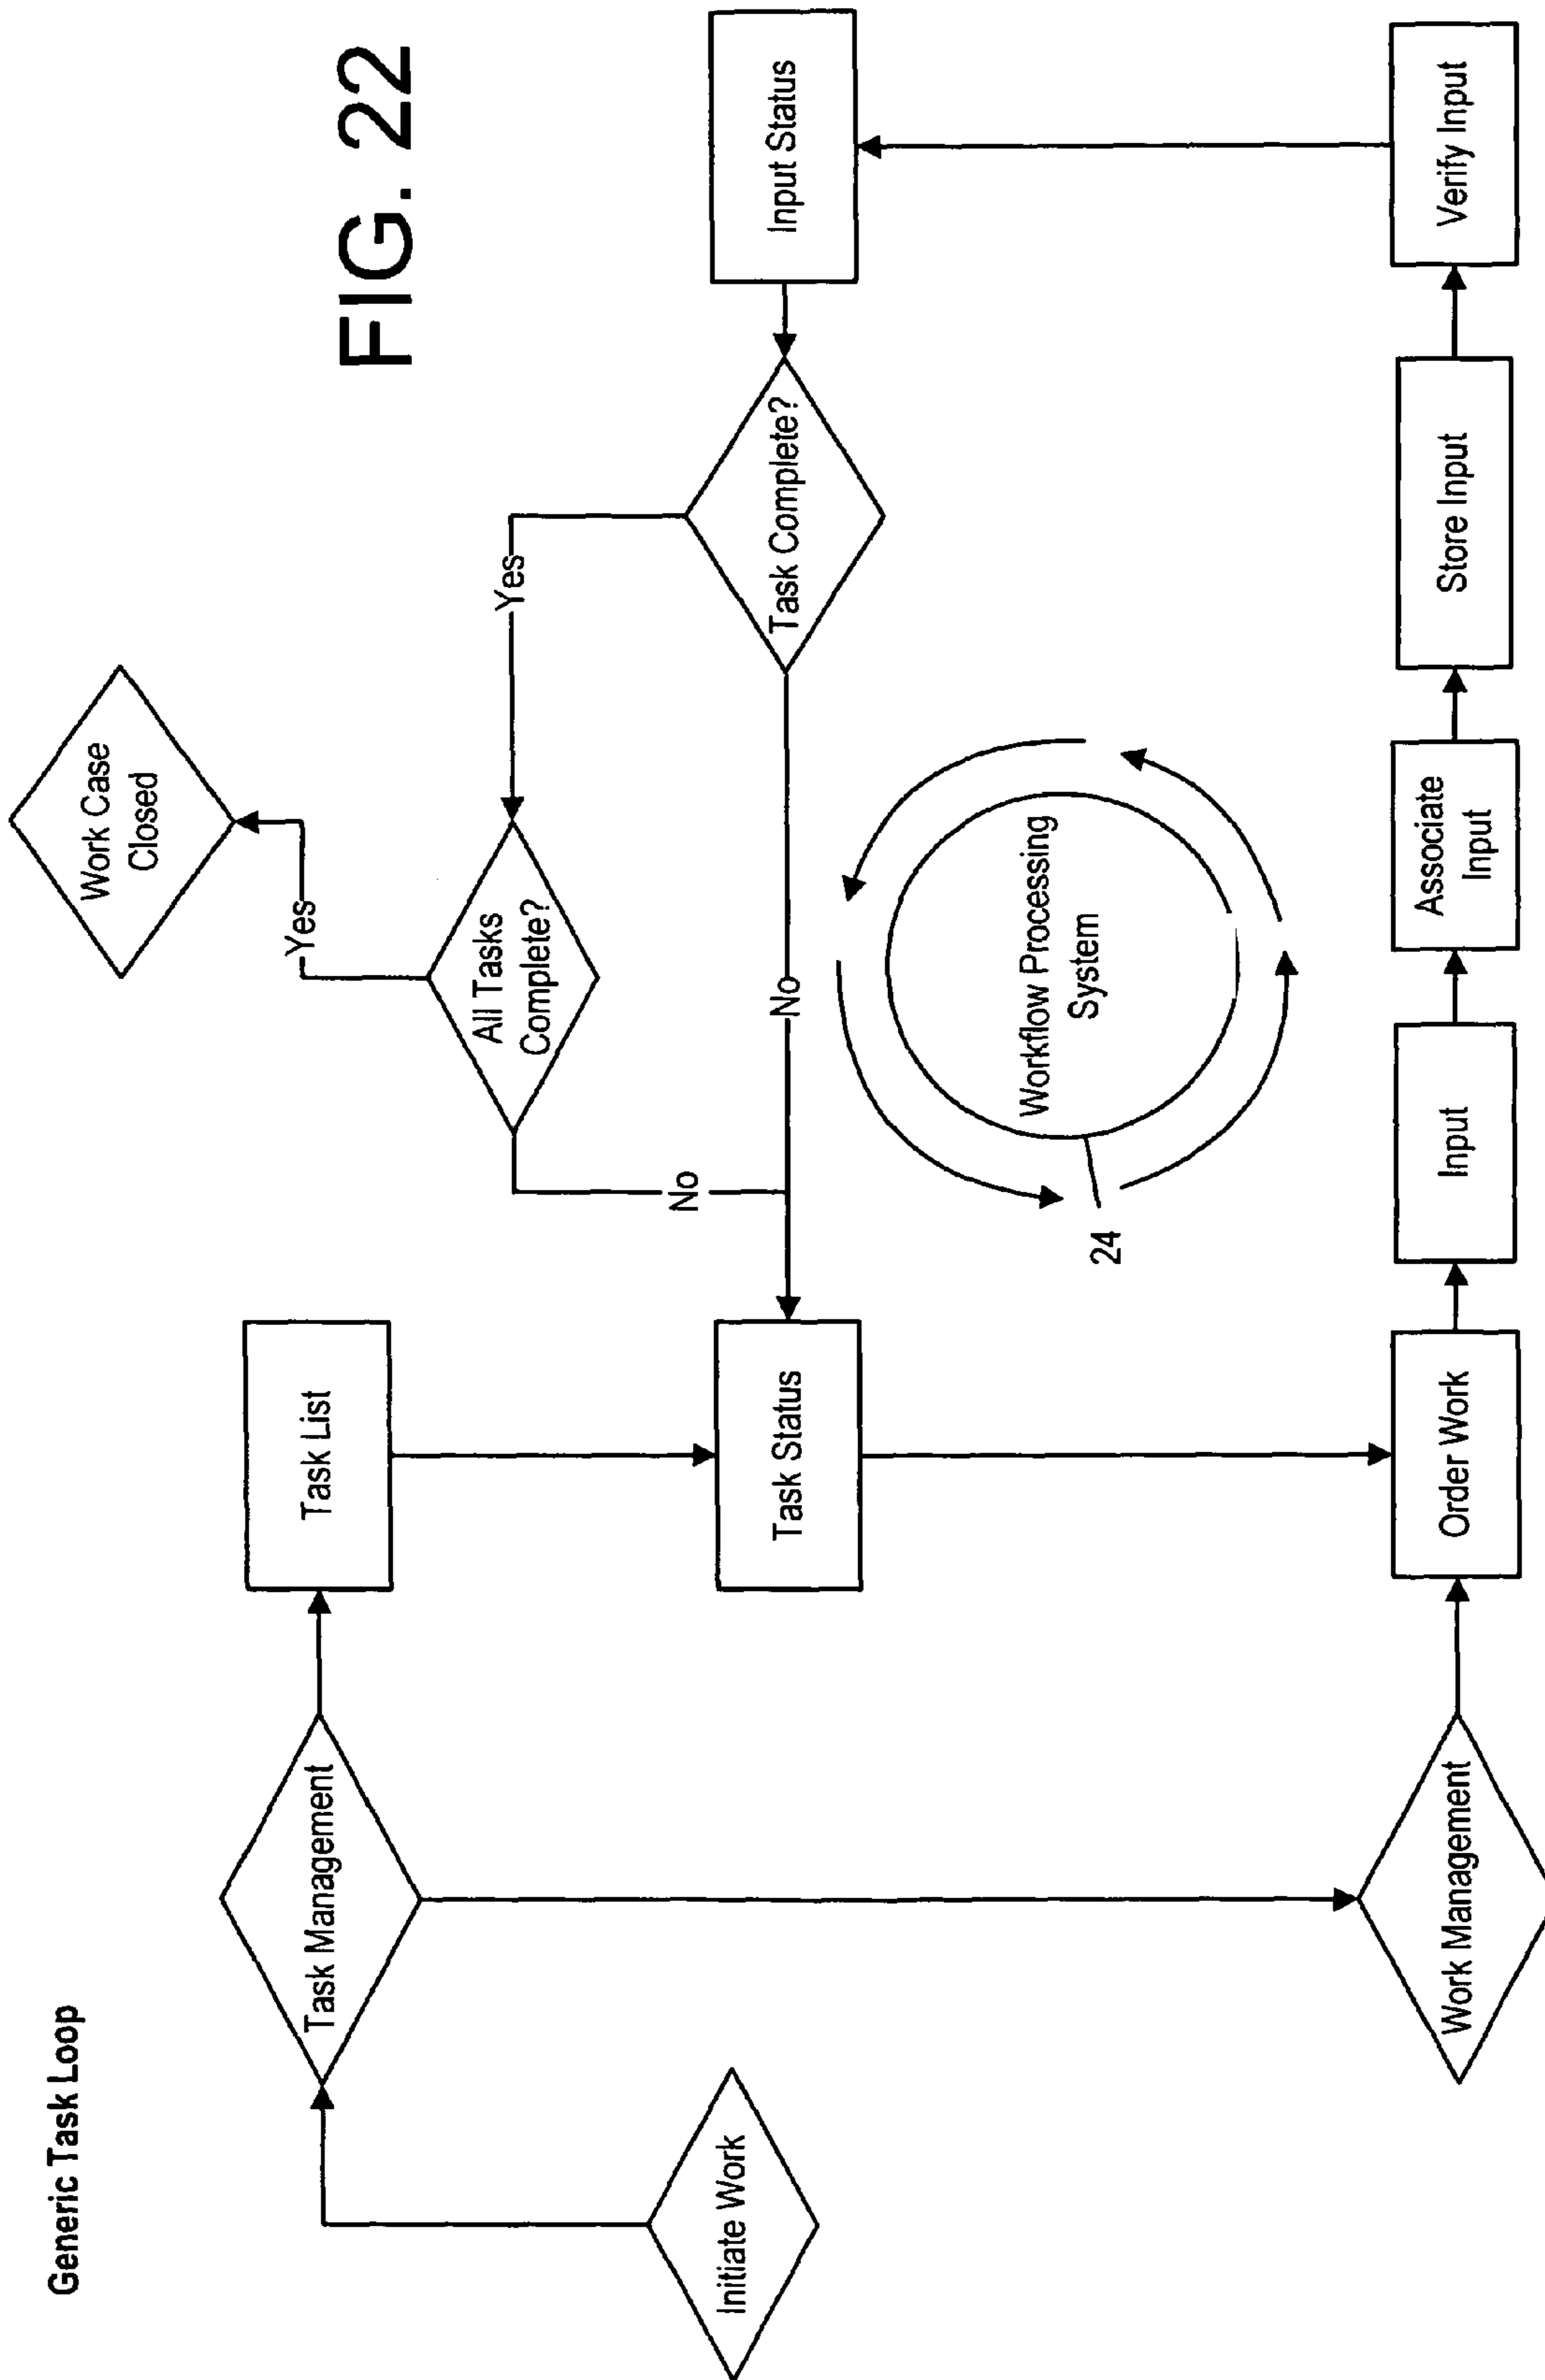 Generic Task Loop
FIG. 22
Work Case
Closed
Yes
Task Management
Task List
All Tasks
Complete?
Yes
No
Initiate Work
Task Status
No
Task Complete?
Input Status
Workflow Processing
System
24
Work Management
Order Work
Input
Associate
Input
Store Input
Verify Input